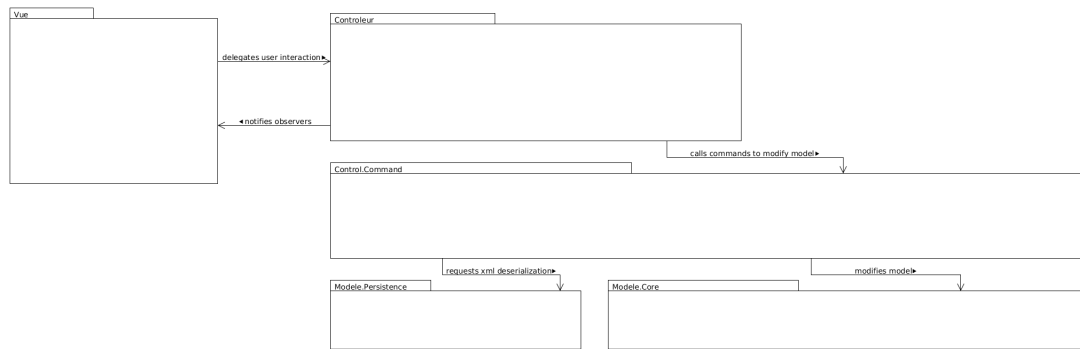 Vue
Controleur
delegates user interaction▶
◀notifies observers
calls commands to modify model▶
Control.Command
requests xml deserialization▶
modifies model▶
Modele.Persistence
Modele.Core